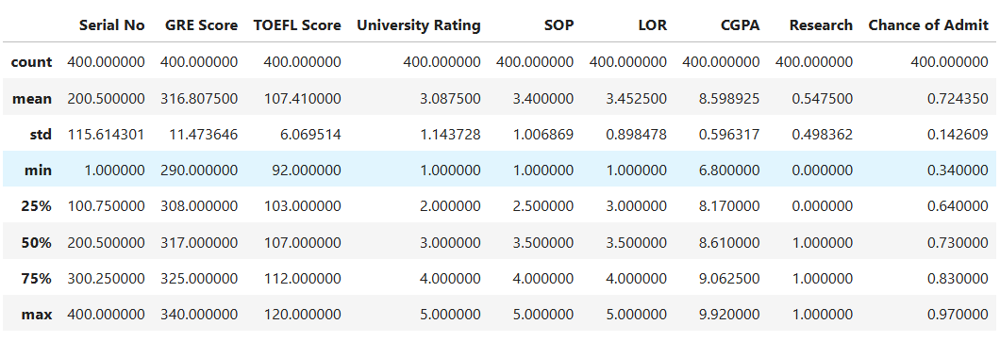 Serial No GRE Score TOEFL Score University Rating SOP LOR CGPA Research Chance of Admit
count 400.000000 400.000000 400.000000 400.000000 400.000000 400.000000 400.000000 400.000000 400.000000
mean 200.500000 316.807500 107.410000 3.087500 3.400000 3.452500 8.598925 0.547500 0.724350
std 115.614301 11.473646 6.069514 1.143728 1.006869 0.898478 0.596317 0.498362 0.142609
min 1.000000 290.000000 92.000000 1.000000 1.000000 1.000000 6.800000 0.000000 0.340000
25% 100.750000 308.000000 103.000000 2.000000 2.500000 3.000000 8.170000 0.000000 0.640000
50% 200.500000 317.000000 107.000000 3.000000 3.500000 3.500000 8.610000 1.000000 0.730000
75% 300.250000 325.000000 112.000000 4.000000 4.000000 4.000000 9.062500 1.000000 0.830000
max 400.000000 340.000000 120.000000 5.000000 5.000000 5.000000 9.920000 1.000000 0.970000